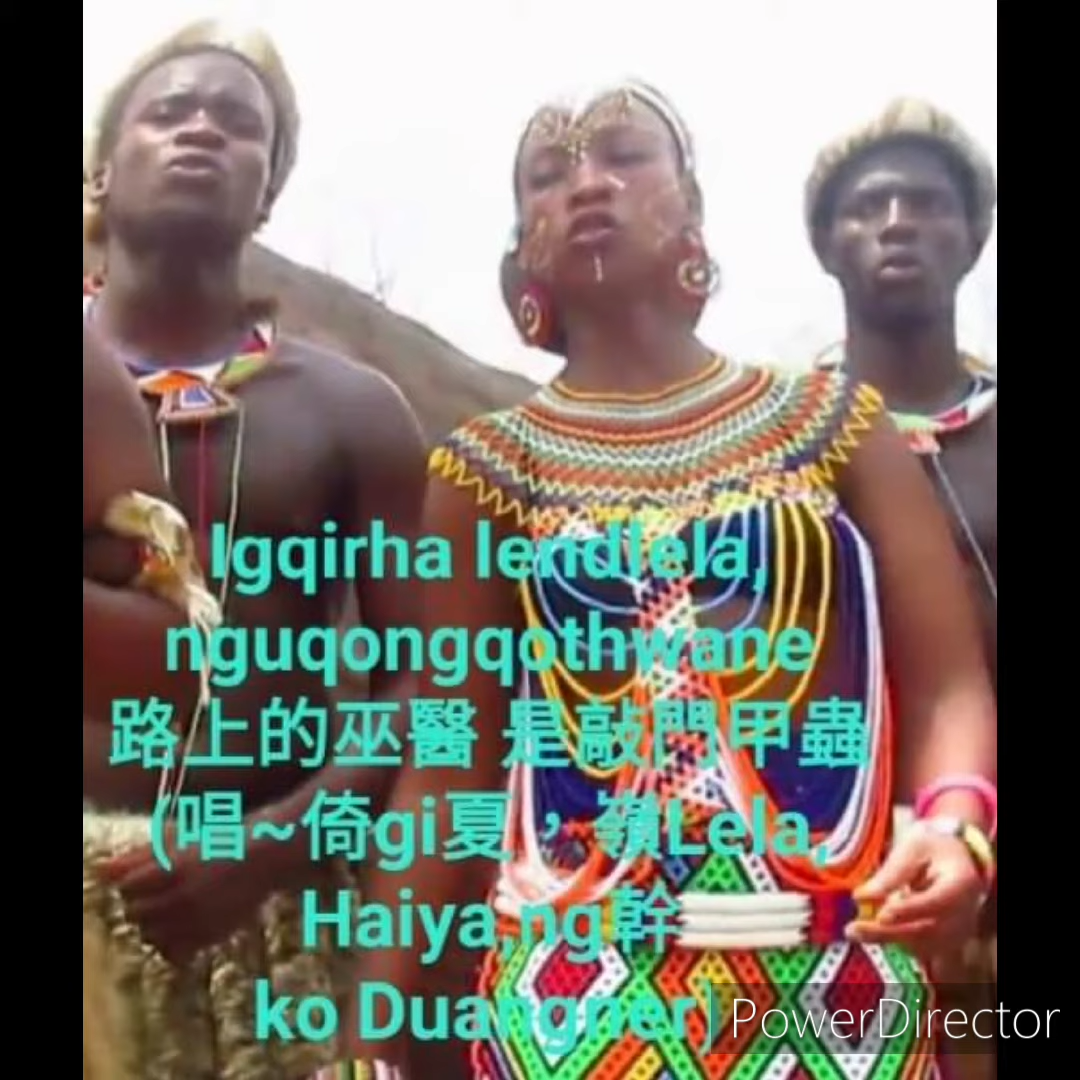 Igqirha lendlela,
nguqongqothwane
路上的巫醫 是敲門甲蟲
(唱~倚gi夏，嶺Lela,
Haiya,ng幹
ko Duangner)
PowerDirector